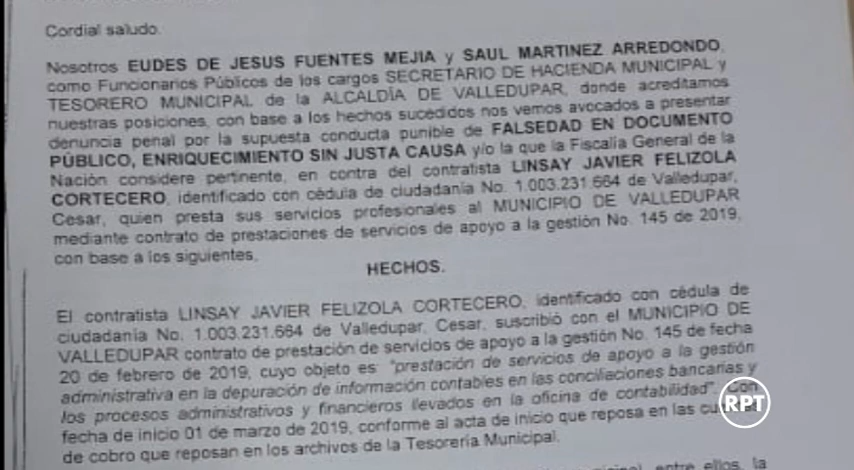 Cordial saludo.
Nosotros EUDES DE JESUS FUENTES MEJIA y SAUL MARTINEZ ARREDONDO,
como Funcionarios Públicos de los cargos SECRETARIO DE HACIENDA MUNICIPAL y
TESORERO MUNICIPAL de la ALCALDÍA DE VALLEDUPAR, donde acreditamos
nuestras posiciones, con base a los hechos sucedidos nos vemos avocados a presentar
denuncia penal por la supuesta conducta punible de FALSEDAD EN DOCUMENTO
PÚBLICO, ENRIQUECIMIENTO SIN JUSTA CAUSA y/o la que la Fiscalía General de la
Nación considere pertinente, en contra del contratista LINSAY JAVIER FELIZOLA
CORTECERO, identificado con cédula de ciudadanía No. 1.003.231.664 de Valledupar,
Cesar, quien presta sus servicios profesionales al MUNICIPIO DE VALLEDUPAR
mediante contrato de prestaciones de servicios de apoyo a la gestión No. 145 de 2019,
con base a los siguientes,
HECHOS.
El contratista LINSAY JAVIER FELIZOLA CORTECERO, identificado con cédula de
ciudadanía No. 1.003.231.664 de Valledupar, Cesar, suscribió con el MUNICIPIO DE
VALLEDUPAR contrato de prestación de servicios de apoyo a la gestión No. 145 de fecha
20 de febrero de 2019, cuyo objeto es: "prestación de servicios de apoyo a la gestión
administrativa en la depuración de información contables en las conciliaciones bancarias y
los procesos administrativos y financieros llevados en la oficina de contabilidad". Con
fecha de inicio 01 de marzo de 2019, conforme al acta de inicio que reposa en las
de cobro que reposan en los archivos de la Tesorería Municipal.
entre ellos, la
RPT